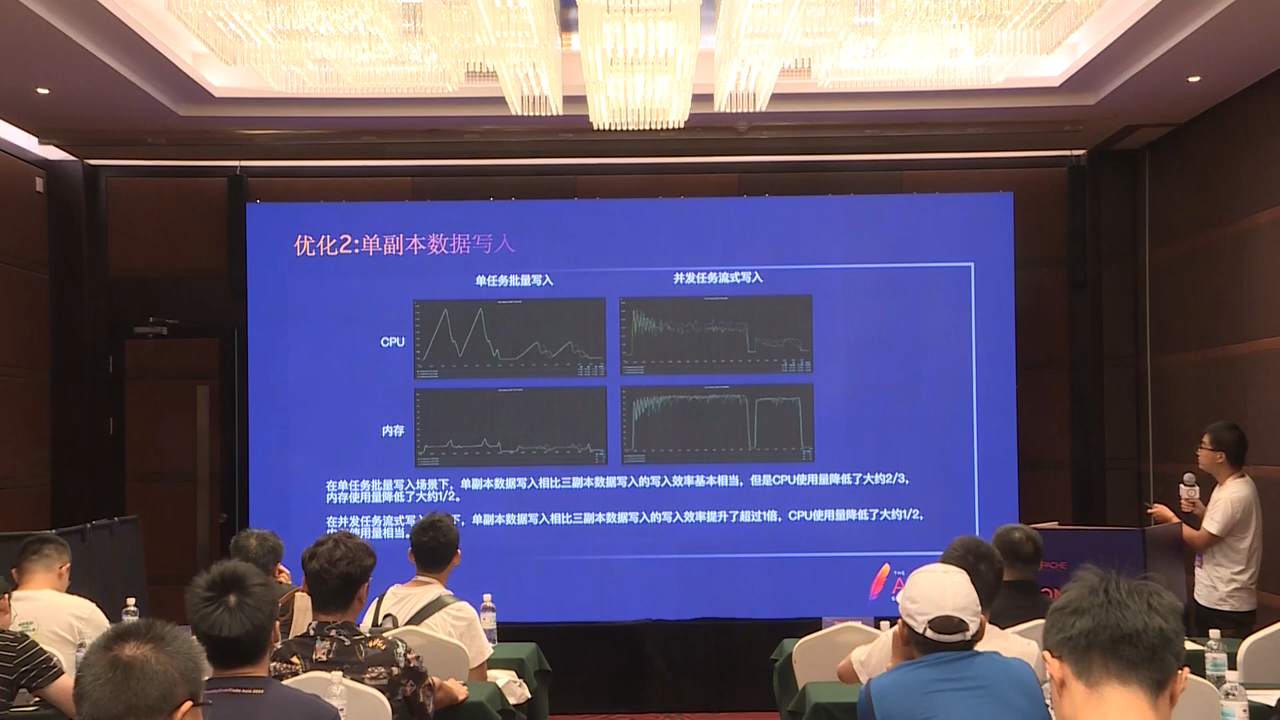 优化2:单副本数据写入
单任务批量写入
并发任务流式写入
CPU
内存
在单任务批量写入场景下，单副本数据写入相比三副本数据写入的写入效率基本相当，但是CPU使用量降低了大约2/3，
内存使用量降低了大约1/2。
在并发任务流式写 下，单副本数据写入相比三副本数据写入的写入效率提升了超过1倍，CPU使用量降低了大约1/2，
使用量相当。
THE